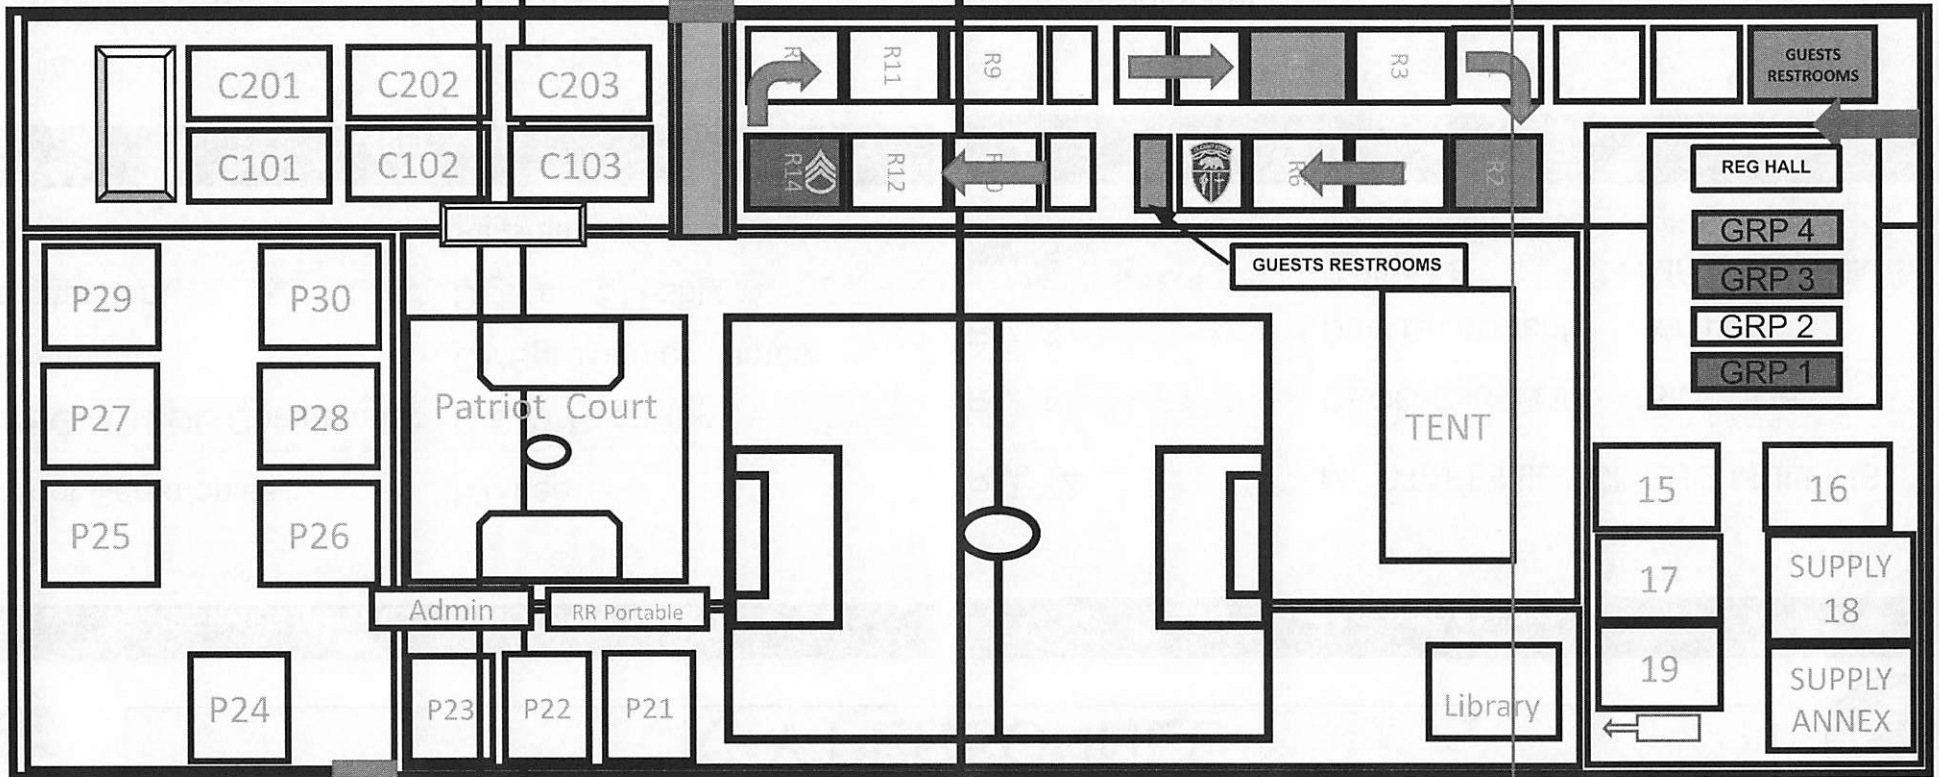 C201
C202
C203
R11
R9
R3
GUESTS
RESTROOMS
C101
C102
C103
R14
R12
R6
R2
REG HALL
GRP 4
GRP 3
GRP 2
GRP 1
GUESTS RESTROOMS
P29
P30
P27
P28
Patriot Court
TENT
P25
P26
15
16
17
SUPPLY
18
Admin
RR Portable
P24
P23
P22
P21
Library
19
SUPPLY
ANNEX